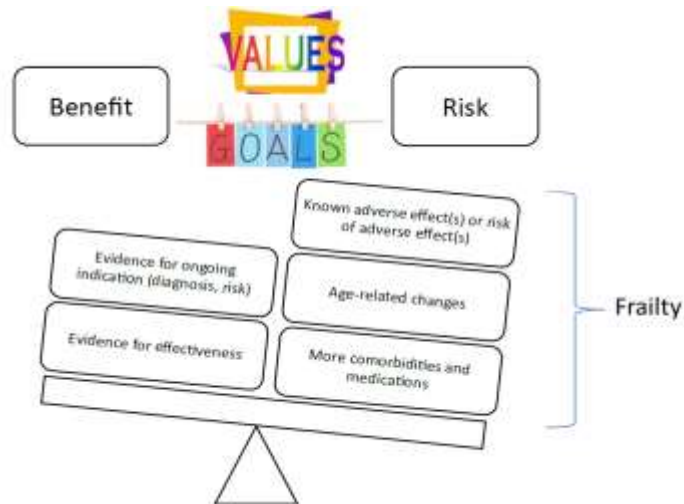 VALUES
Benefit
GOALS
Risk
Known adverse effect(s) or risk
of adverse effect(s)
Evidence for ongoing
indication (diagnosis, risk)
Age-related changes
Frailty
Evidence for effectiveness
More comorbidities and
medications